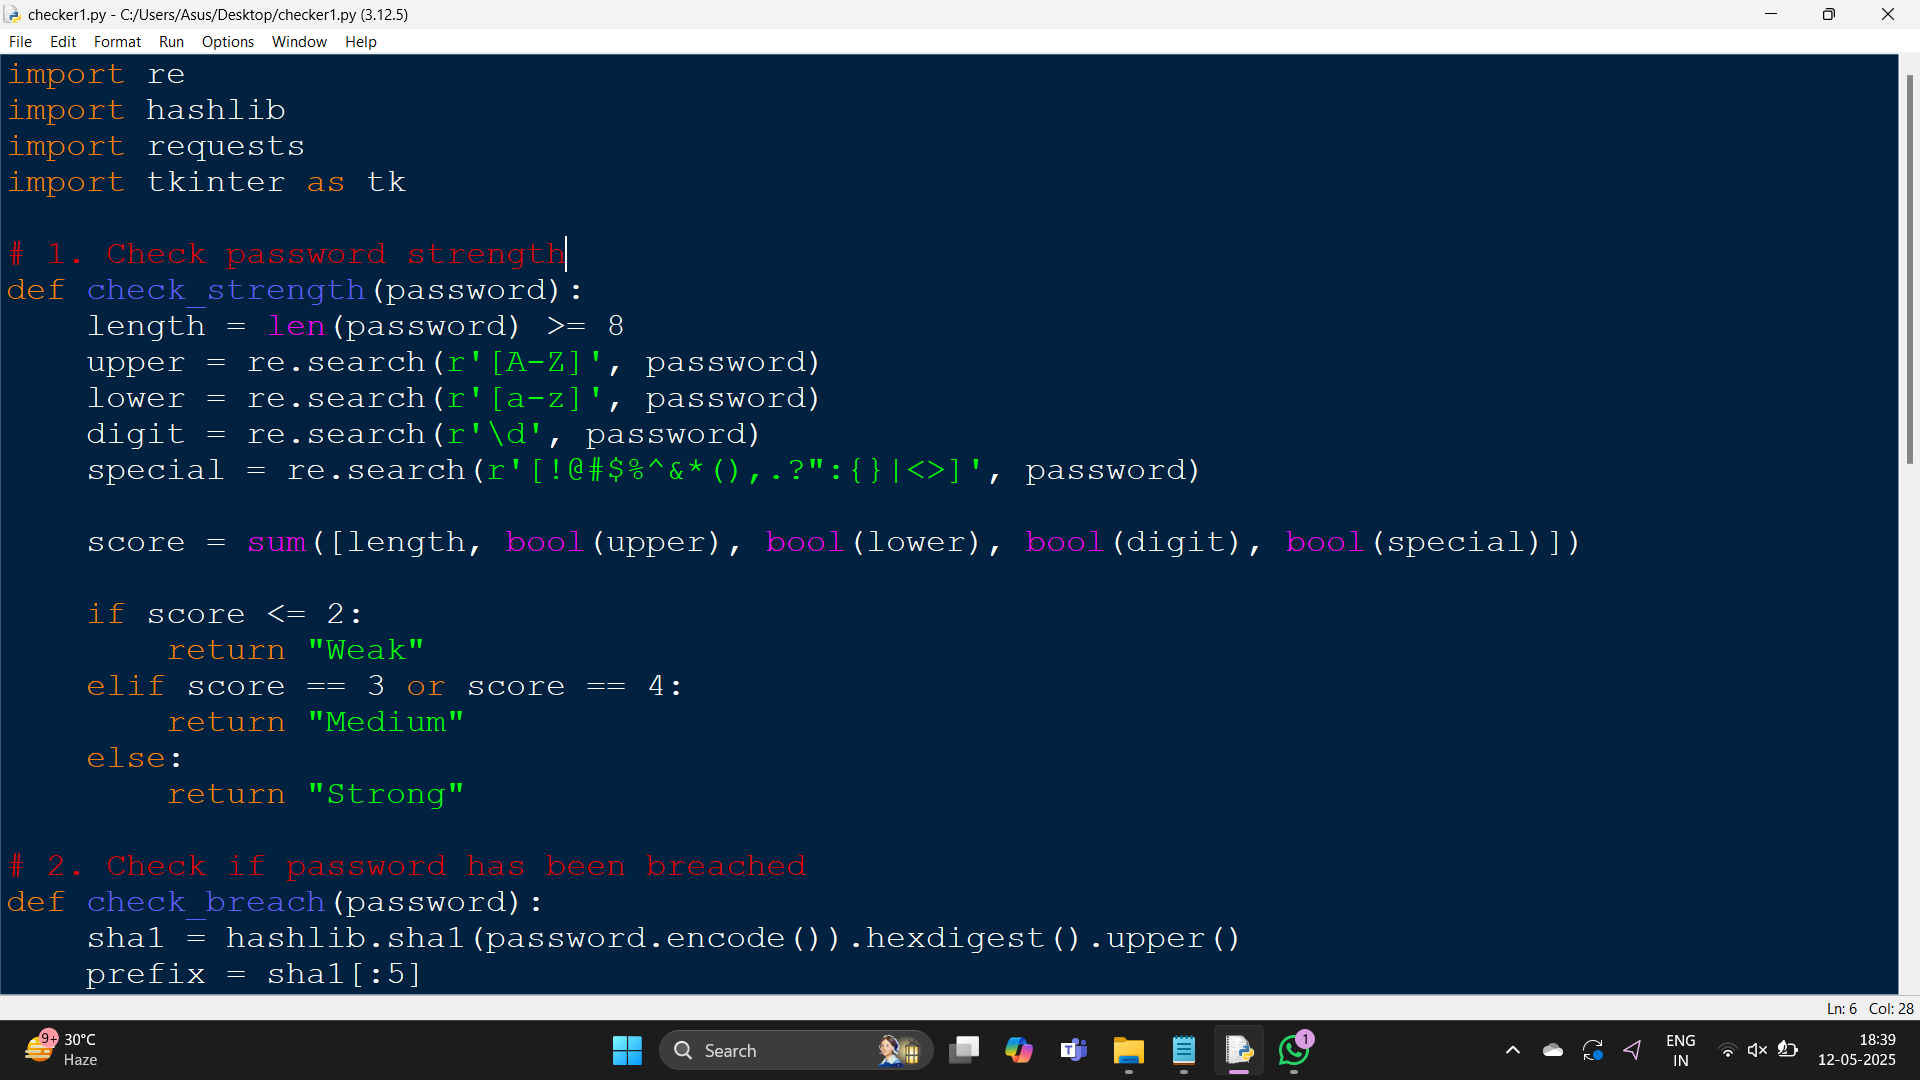 checker1.py - C:/Users/Asus/Desktop/checker1.py (3.12.5)
File Edit Format Run Options Window Help
import re
import hashlib
import requests
import tkinter as tk

# 1. Check password strength
def check_strength(password):
    length = len(password) >= 8
    upper = re.search(r'[A-Z]', password)
    lower = re.search(r'[a-z]', password)
    digit = re.search(r'\d', password)
    special = re.search(r'[!@#$%^&*(),.?":{}|<>]', password)

    score = sum([length, bool(upper), bool(lower), bool(digit), bool(special)])

    if score <= 2:
        return "Weak"
    elif score == 3 or score == 4:
        return "Medium"
    else:
        return "Strong"

# 2. Check if password has been breached
def check_breach(password):
    sha1 = hashlib.sha1(password.encode()).hexdigest().upper()
    prefix = sha1[:5]
Ln: 6 Col: 28
9+ 30°C
Haze
Search
1
ENG
IN
18:39
12-05-2025